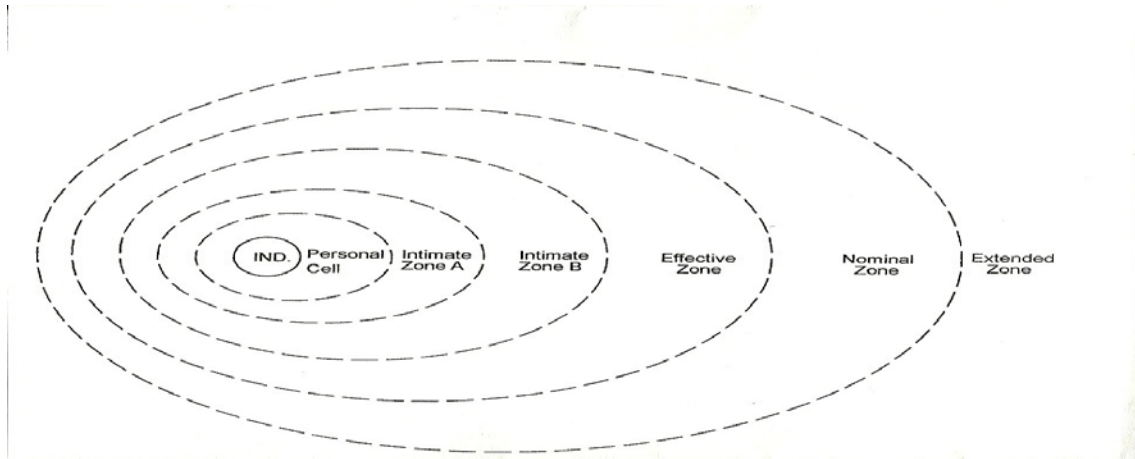 IND.
Personal
Cell
Intimate
Zone A
Intimate
Zone B
Effective
Zone
Nominal
Zone
Extended
Zone